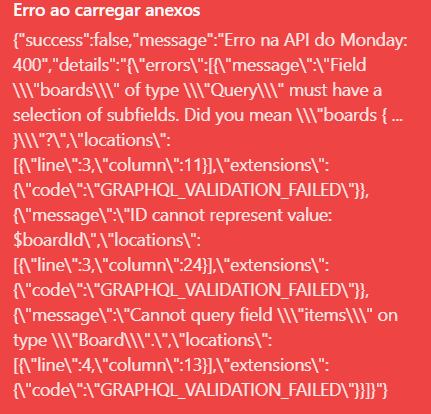 Erro ao carregar anexos
{"success":false,"message":"Erro na API do Monday:
400","details":"{\"errors\":[{\"message\":\"Field
\\\"boards\\\" of type \\\"Query\\\" must have a
selection of subfields. Did you mean \\\"boards { ...
}\\\"?\",\"locations\":
[{\"line\":3,\"column\":11}],\"extensions\":
{\"code\":\"GRAPHQL_VALIDATION_FAILED\"}},
{\"message\":\"ID cannot represent value:
$boardId\",\"locations\":
[{\"line\":3,\"column\":24}],\"extensions\":
{\"code\":\"GRAPHQL_VALIDATION_FAILED\"}},
{\"message\":\"Cannot query field \\\"items\\\" on
type \\\"Board\\\".\",\"locations\":
[{\"line\":4,\"column\":13}],\"extensions\":
{\"code\":\"GRAPHQL_VALIDATION_FAILED\"}}]}"}